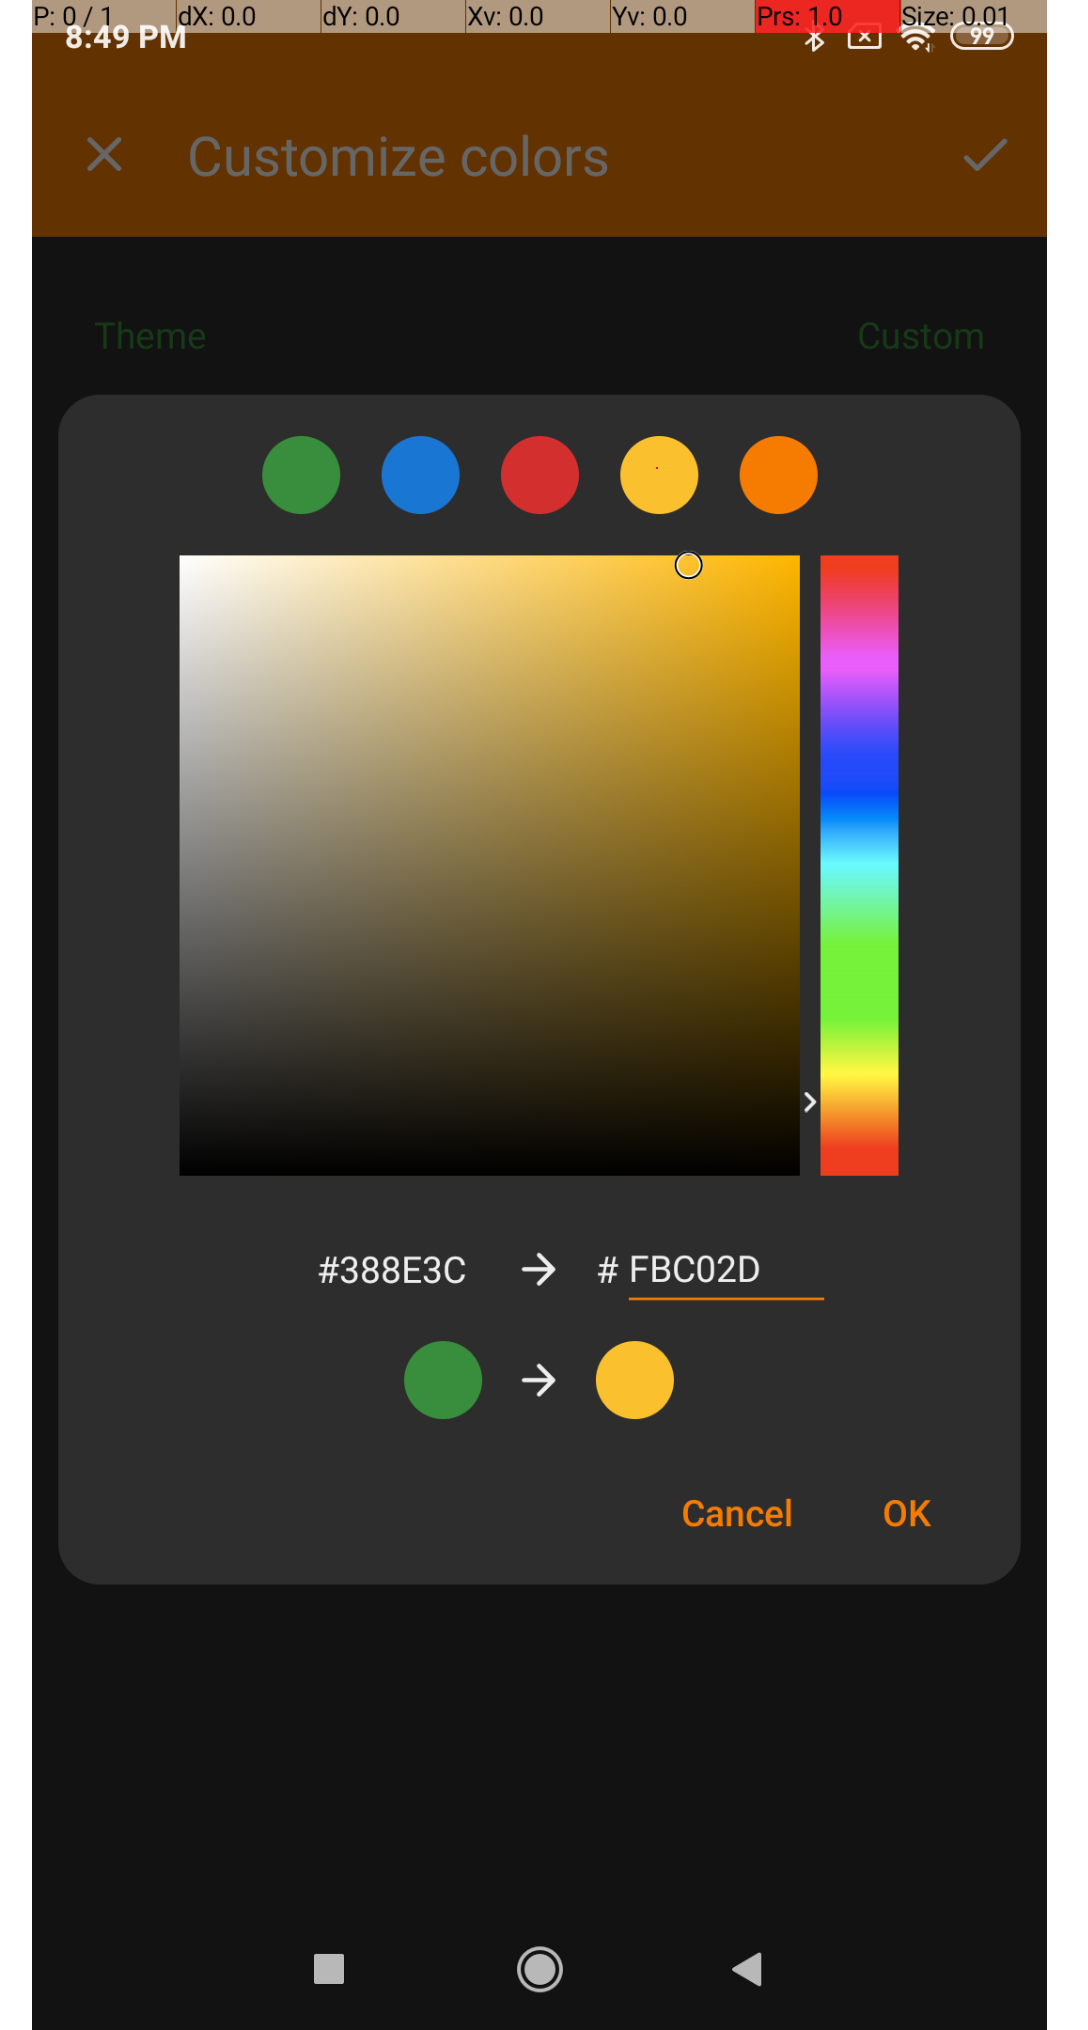 P: 0 / 1 dX: 0.0 dY: 0.0 Xv: 0.0 Yv: 0.0 Prs: 1.0 Size: 0.01
8:49 PM 99
Customize colors
Theme Custom
#388E3C → # FBC02D
Cancel OK